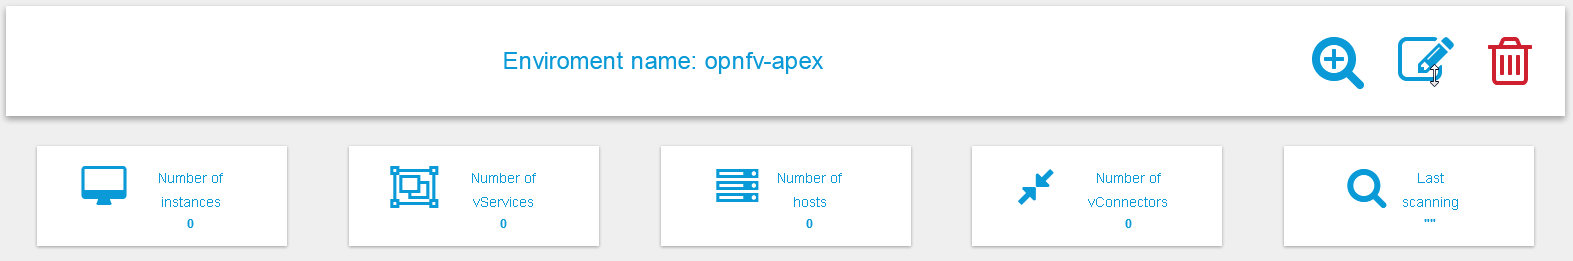 Enviroment name: opnfv-apex
Number of
instances
0
Number of
vServices
0
Number of
hosts
0
Number of
vConnectors
0
Last
scanning
""